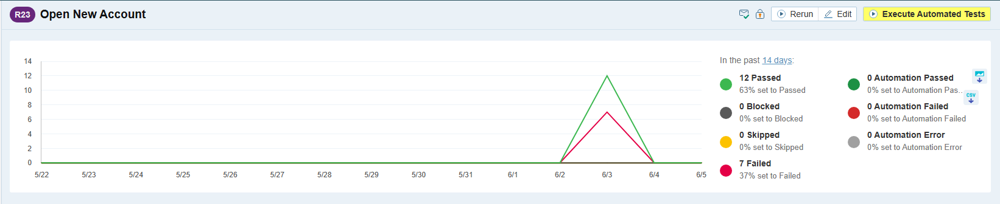 R23 Open New Account
Rerun
Edit
Execute Automated Tests
14
12
10
8
6
4
2
0
5/22 5/23 5/24 5/25 5/26 5/27 5/28 5/29 5/30 5/31 6/1 6/2 6/3 6/4 6/5
In the past 14 days:
12 Passed
63% set to Passed
0 Blocked
0% set to Blocked
0 Skipped
0% set to Skipped
7 Failed
37% set to Failed
0 Automation Passed
0% set to Automation Pas...
0 Automation Failed
0% set to Automation Failed
0 Automation Error
0% set to Automation Error
CSV